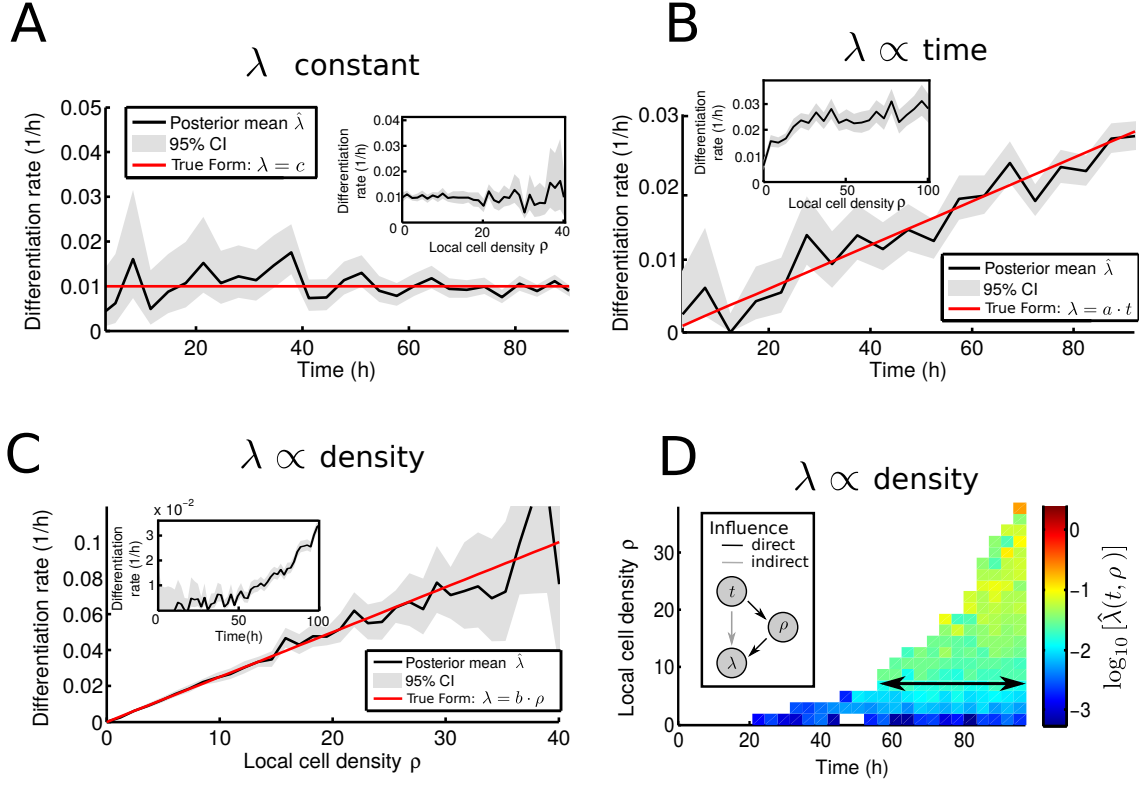 A
λ constant
Differentiation rate (1/h)
0.05
0.04
0.03
0.02
0.01
0
20
40
60
80
Time (h)
Posterior mean λ̂
95% CI
True Form: λ = c
Differentiation
rate (1/h)
0.04
0.03
0.02
0.01
0
0
20
40
Local cell density ρ
B
λ ∝ time
Differentiation rate (1/h)
0.03
0.02
0.01
0
20
40
60
80
Time (h)
Differentiation
rate (1/h)
0.03
0.02
0.01
0
0
50
100
Local cell density ρ
Posterior mean λ̂
95% CI
True Form: λ = a · t
C
λ ∝ density
Differentiation rate (1/h)
0.1
0.08
0.06
0.04
0.02
0
0
10
20
30
40
Local cell density ρ
x 10⁻²
Differentiation
rate (1/h)
3
2
1
0
50
100
Time(h)
Posterior mean λ̂
95% CI
True Form: λ = b · ρ
D
λ ∝ density
Local cell density ρ
30
20
10
0
0
20
40
60
80
Time (h)
Influence
direct
indirect
t
ρ
λ
0
−1
−2
−3
log₁₀ [λ̂(t, ρ)]